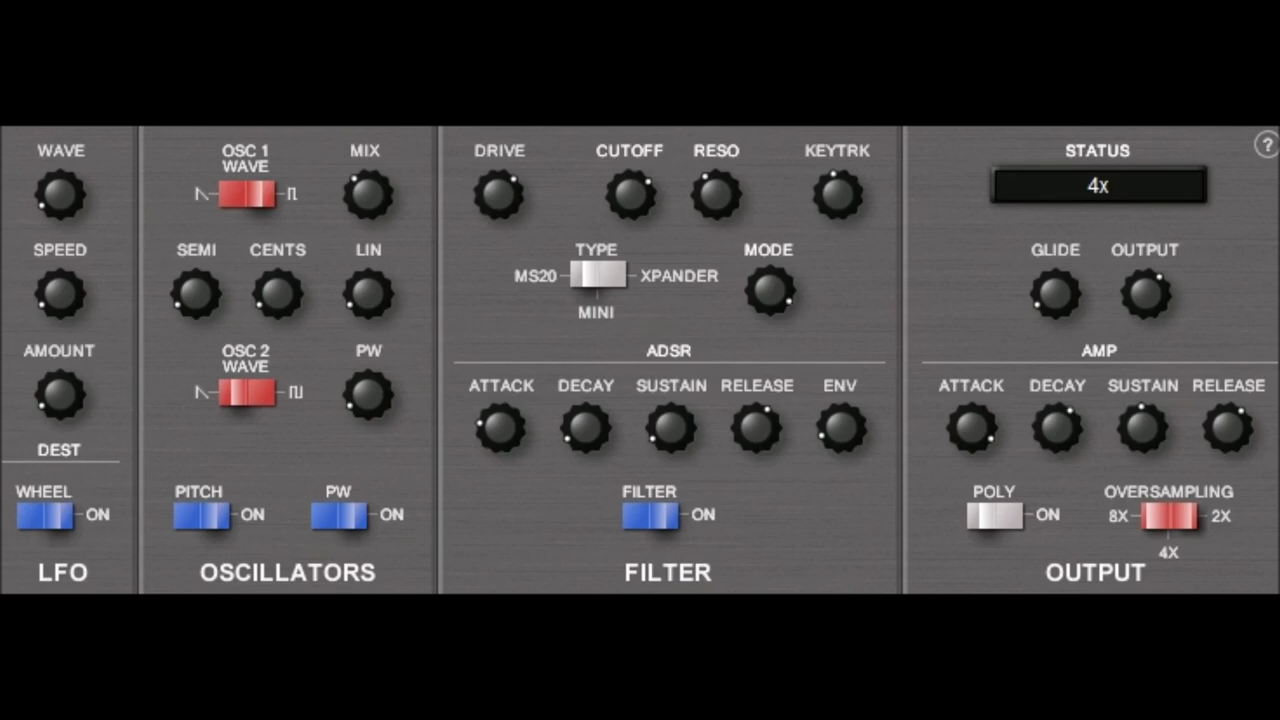 WAVE
SPEED
AMOUNT
DEST
WHEEL
ON
LFO
OSC 1
WAVE
MIX
SEMI CENTS LIN
OSC 2
WAVE
PW
PITCH
ON
PW
ON
OSCILLATORS
DRIVE CUTOFF RESO KEYTRK
TYPE
MS20
XPANDER
MINI
MODE
ADSR
ATTACK DECAY SUSTAIN RELEASE ENV
FILTER
ON
FILTER
?
STATUS
4x
GLIDE OUTPUT
AMP
ATTACK DECAY SUSTAIN RELEASE
POLY
ON
OVERSAMPLING
8X
2X
4X
OUTPUT